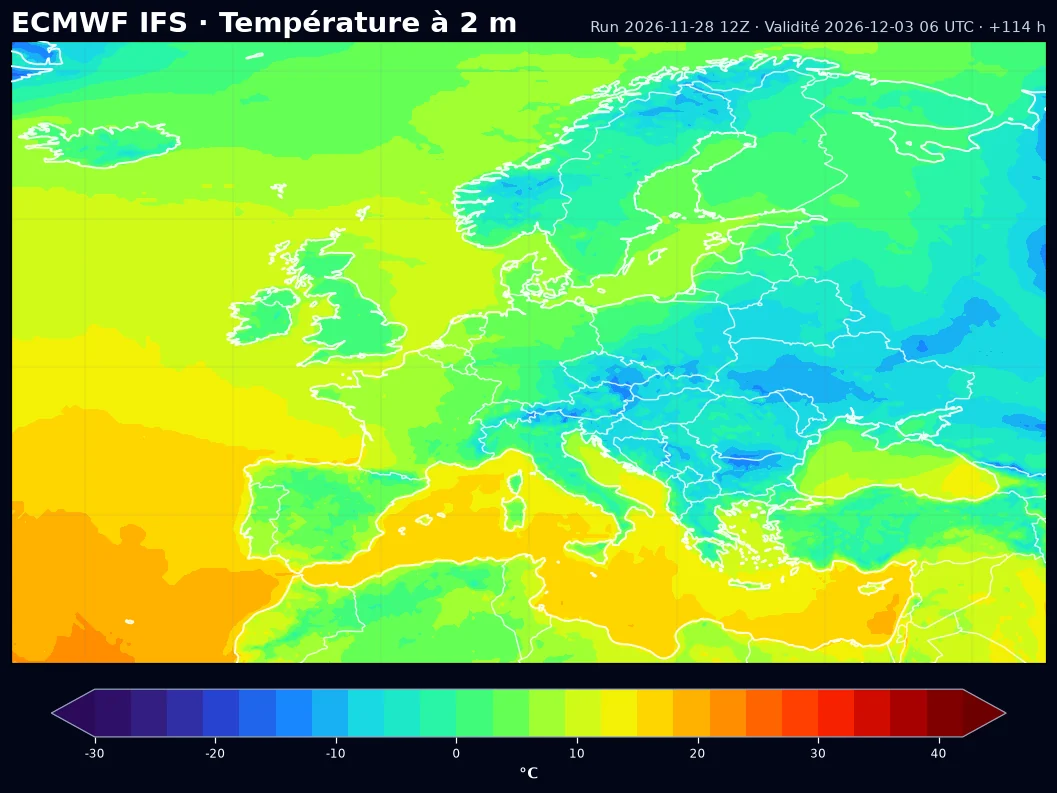 ECMWF IFS · Température à 2 m
Run 2026-11-28 12Z · Validité 2026-12-03 06 UTC · +114 h
-30 -20 -10 0 10 20 30 40
°C